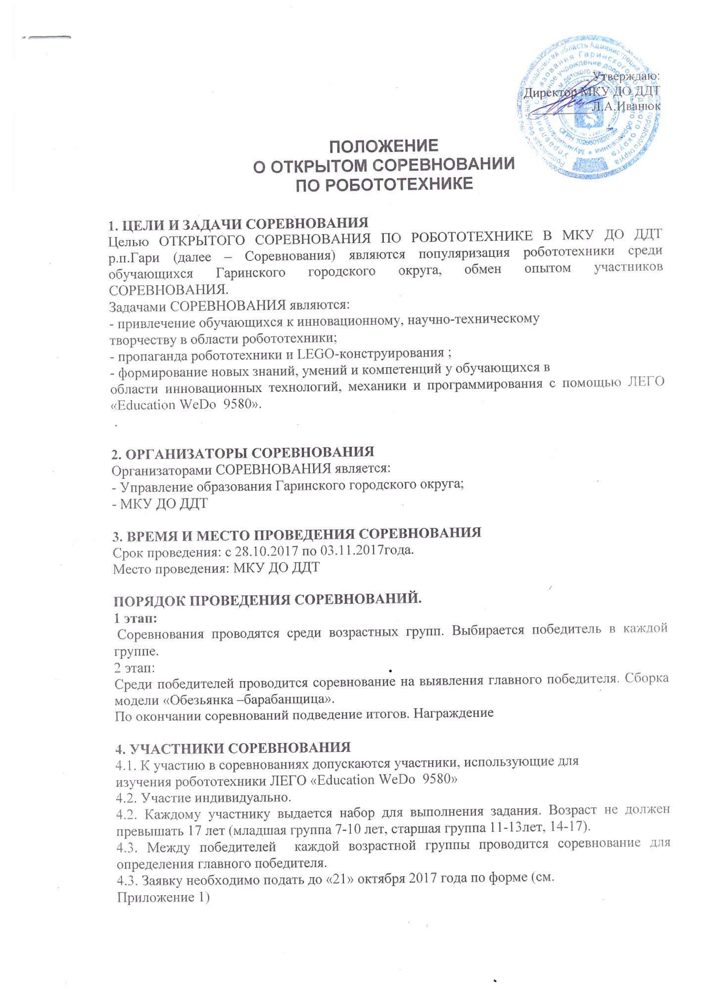 Утверждаю:
Директор МКУ ДО ДДТ
Л.А.Иванюк
ПОЛОЖЕНИЕ
О ОТКРЫТОМ СОРЕВНОВАНИИ
ПО РОБОТОТЕХНИКЕ
1. ЦЕЛИ И ЗАДАЧИ СОРЕВНОВАНИЯ
Целью ОТКРЫТОГО СОРЕВНОВАНИЯ ПО РОБОТОТЕХНИКЕ В МКУ ДО ДДТ
р.п.Гари (далее – Соревнования) являются популяризация робототехники среди
обучающихся Гаринского городского округа, обмен опытом участников
СОРЕВНОВАНИЯ.
Задачами СОРЕВНОВАНИЯ являются:
- привлечение обучающихся к инновационному, научно-техническому
творчеству в области робототехники;
- пропаганда робототехники и LEGO-конструирования ;
- формирование новых знаний, умений и компетенций у обучающихся в
области инновационных технологий, механики и программирования с помощью ЛЕГО
«Education WeDo 9580».
.
2. ОРГАНИЗАТОРЫ СОРЕВНОВАНИЯ
Организаторами СОРЕВНОВАНИЯ является:
- Управление образования Гаринского городского округа;
- МКУ ДО ДДТ
3. ВРЕМЯ И МЕСТО ПРОВЕДЕНИЯ СОРЕВНОВАНИЯ
Срок проведения: с 28.10.2017 по 03.11.2017года.
Место проведения: МКУ ДО ДДТ
ПОРЯДОК ПРОВЕДЕНИЯ СОРЕВНОВАНИЙ.
1 этап:
Соревнования проводятся среди возрастных групп. Выбирается победитель в каждой
группе.
2 этап:
Среди победителей проводится соревнование на выявления главного победителя. Сборка
модели «Обезьянка –барабанщица».
По окончании соревнований подведение итогов. Награждение
4. УЧАСТНИКИ СОРЕВНОВАНИЯ
4.1. К участию в соревнованиях допускаются участники, использующие для
изучения робототехники ЛЕГО «Education WeDo 9580»
4.2. Участие индивидуально.
4.2. Каждому участнику выдается набор для выполнения задания. Возраст не должен
превышать 17 лет (младшая группа 7-10 лет, старшая группа 11-13лет, 14-17).
4.3. Между победителей каждой возрастной группы проводится соревнование для
определения главного победителя.
4.3. Заявку необходимо подать до «21» октября 2017 года по форме (см.
Приложение 1)